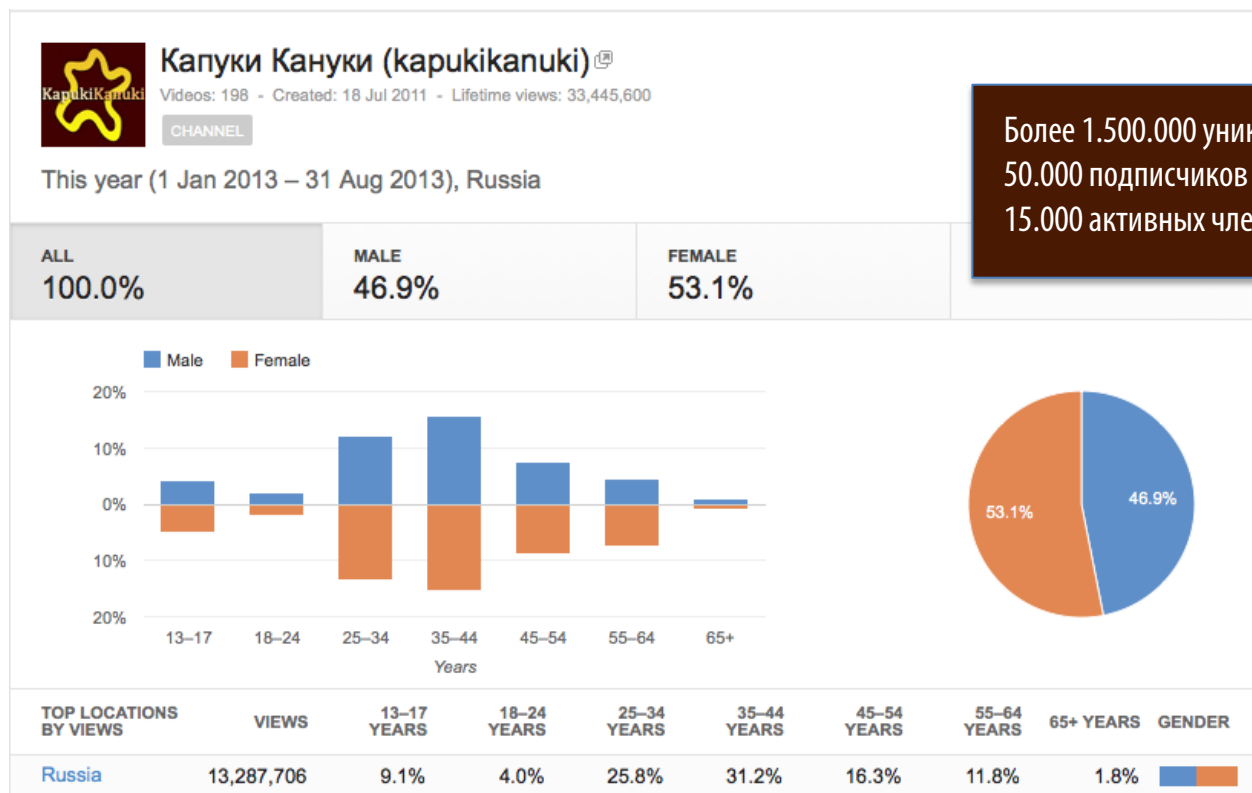 KapukiKanuki
Капуки Кануки (kapukikanuki)
Videos: 198 - Created: 18 Jul 2011 - Lifetime views: 33,445,600
CHANNEL
This year (1 Jan 2013 – 31 Aug 2013), Russia
Более 1.500.000
50.000 подписчиков
15.000 активных
ALL MALE FEMALE
100.0% 46.9% 53.1%
Male Female
20%
10%
0%
10%
20%
13–17 18–24 25–34 35–44 45–54 55–64 65+
Years
53.1% 46.9%
TOP LOCATIONS BY VIEWS VIEWS 13–17 YEARS 18–24 YEARS 25–34 YEARS 35–44 YEARS 45–54 YEARS 55–64 YEARS 65+ YEARS GENDER
Russia 13,287,706 9.1% 4.0% 25.8% 31.2% 16.3% 11.8% 1.8%